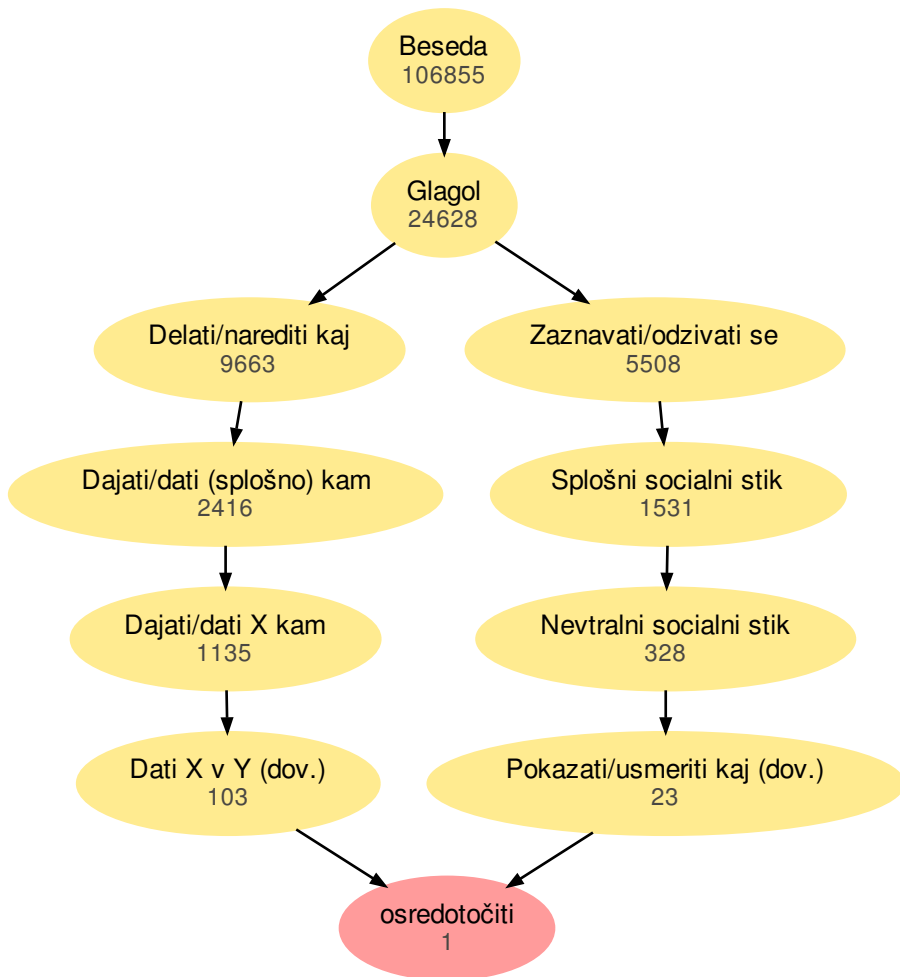 Beseda
106855
Glagol
24628
Delati/narediti kaj
9663
Zaznavati/odzivati se
5508
Dajati/dati (splošno) kam
2416
Splošni socialni stik
1531
Dajati/dati X kam
1135
Nevtralni socialni stik
328
Dati X v Y (dov.)
103
Pokazati/usmeriti kaj (dov.)
23
osredotočiti
1